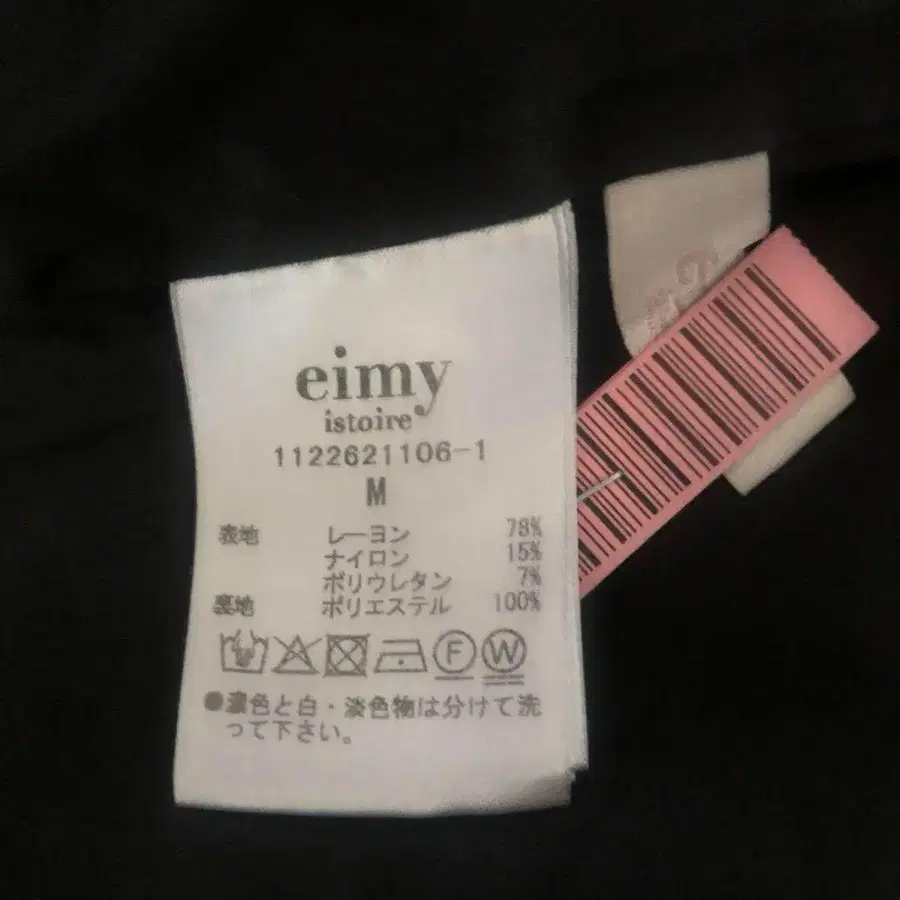 eimy
istoire
1122621106-1
M
表地 レーヨン 78%
ナイロン 15%
ポリウレタン 7%
裏地 ポリエステル 100%
F W
●濃色と白・淡色物は分けて洗
って下さい。